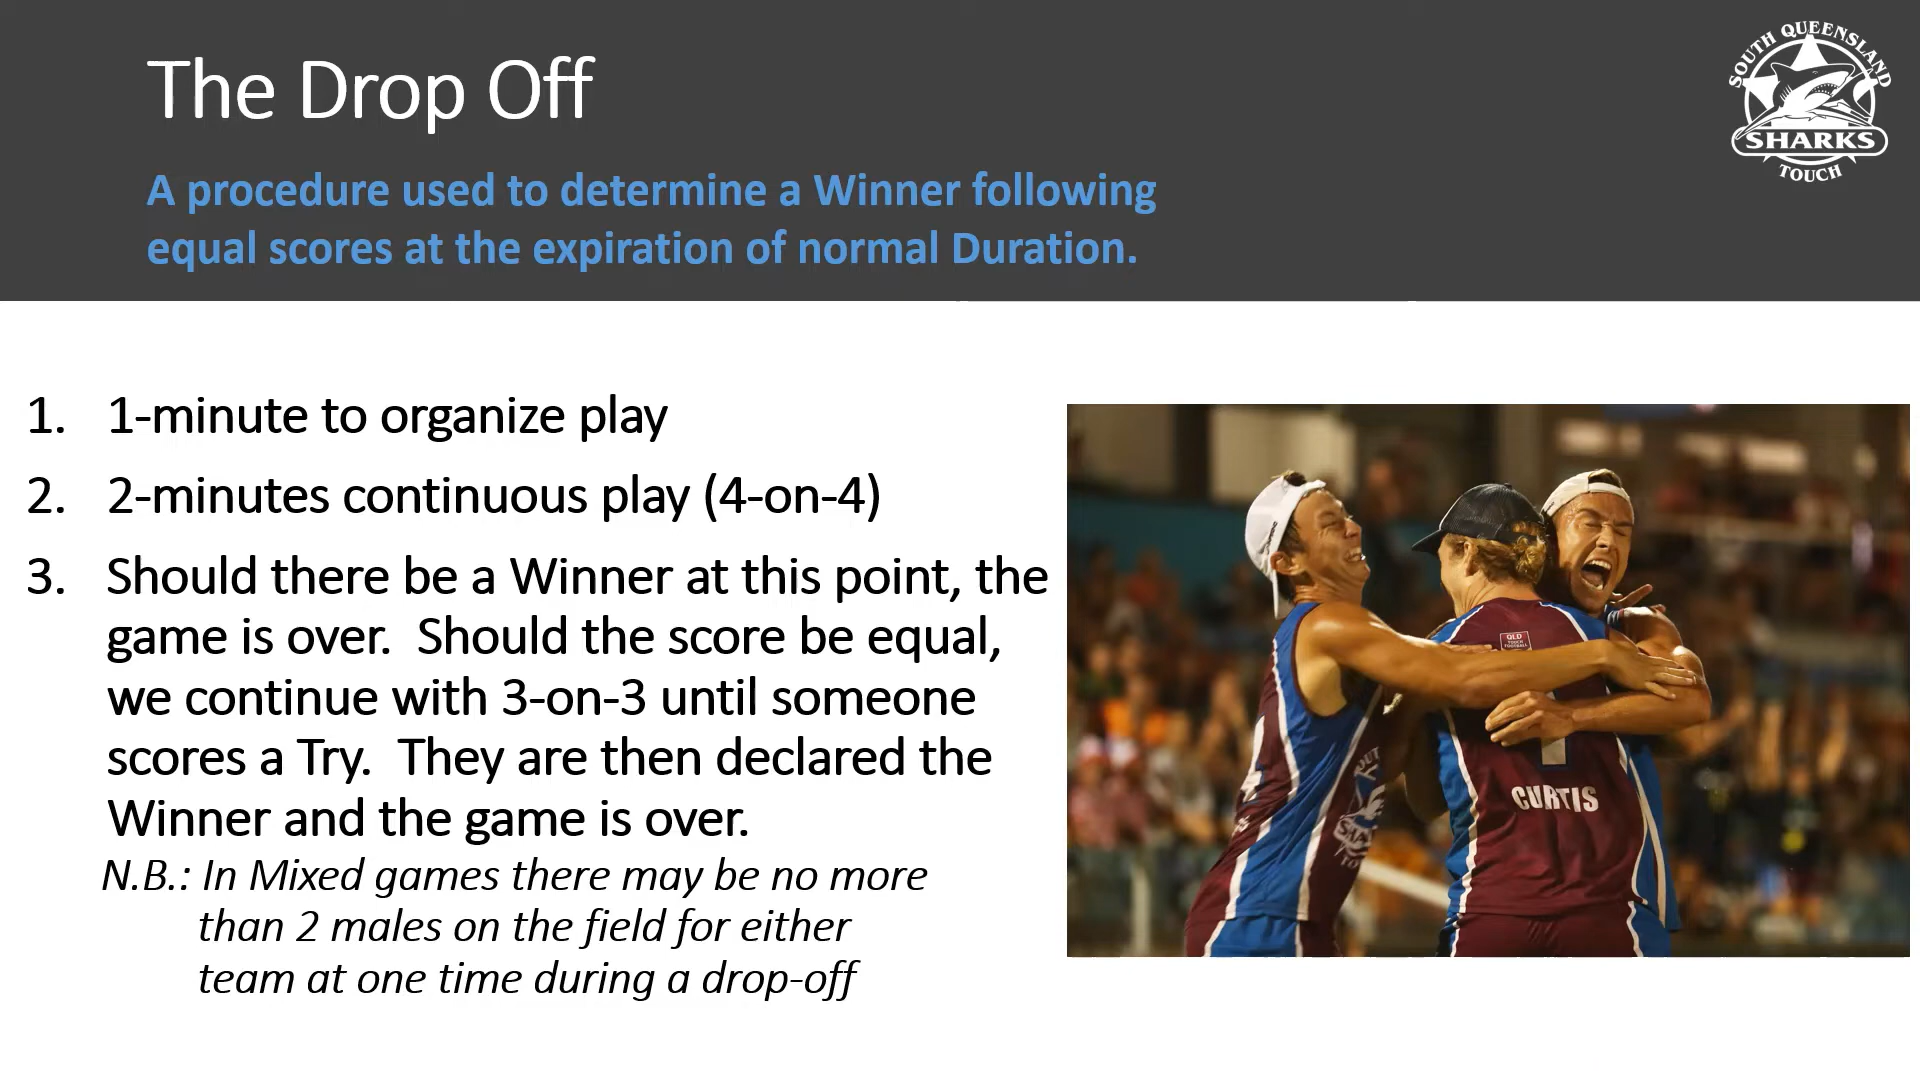 The Drop Off
SOUTH QUEENSLAND
SHARKS
TOUCH
A procedure used to determine a Winner following
equal scores at the expiration of normal Duration.
1. 1-minute to organize play
2. 2-minutes continuous play (4-on-4)
3. Should there be a Winner at this point, the
game is over. Should the score be equal,
we continue with 3-on-3 until someone
scores a Try. They are then declared the
Winner and the game is over.
N.B.: In Mixed games there may be no more
than 2 males on the field for either
team at one time during a drop-off
QLD
TOUCH
FOOTBALL
CURTIS